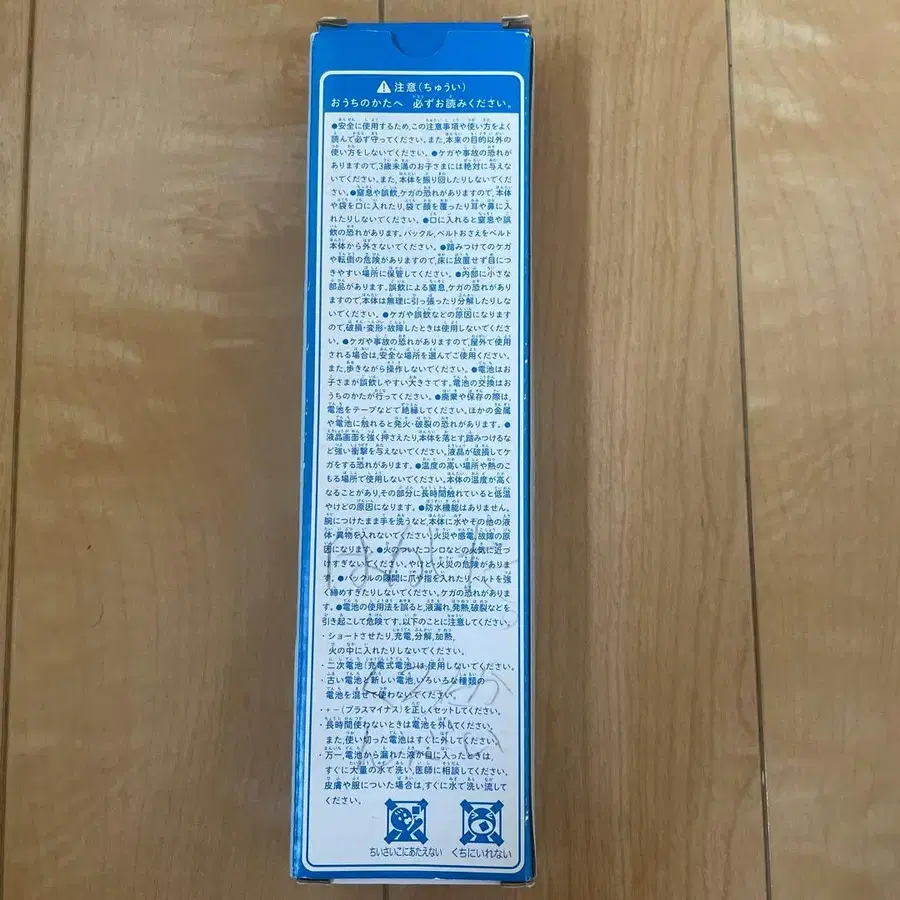 注意(ちゅうい)
おうちのかたへ 必ずお読みください。
●安全に使用するため、この注意事項や使い方をよく
読んで必ず守ってください。また、本来の目的以外の
使い方をしないでください。●ケガや事故の恐れが
ありますので、3歳未満のお子さまには絶対に与えな
いでください。また、本体を振り回したりしないでくだ
さい。●窒息や誤飲、ケガの恐れがありますので、本体
や袋を口に入れたり、袋で顔を覆ったり耳や鼻に入
れたりしないでください。●口に入れると窒息や誤
飲の恐れがあります。バックル、ベルトおさえをベルト
本体から外さないでください。●踏みつけてのケガ
や転倒の危険がありますので、床に放置せず目につ
きやすい場所に保管してください。●内部に小さな
部品があります。誤飲による窒息、ケガの恐れがあり
ますので、本体は無理に引っ張ったり分解したりしな
いでください。●ケガや誤飲などの原因になります
ので、破損・変形・故障したときは使用しないでくださ
い。●ケガや事故の恐れがありますので、屋外で使用
される場合は、安全な場所を選んでご使用ください。
また、歩きながら操作しないでください。●電池はお
子さまが誤飲しやすい大きさです。電池の交換はお
うちのかたが行ってください。●廃棄や保存の際は、
電池をテープなどで絶縁してください。ほかの金属
や電池に触れると発火・破裂の恐れがあります。●
液晶画面を強く押さえたり、本体を落とす、踏みつけるな
ど強い衝撃を与えないでください。液晶が破損してケ
ガをする恐れがあります。●温度の高い場所や熱のこ
もる場所で使用しないでください。本体の温度が高く
なることがあり、その部分に長時間触れていると低温
やけどの原因になります。●防水機能はありません。
腕につけたまま手を洗うなど、本体に水やその他の液
体・異物を入れないでください。火災や感電、故障の原
因になります。●火のついたコンロなどの火気に近づ
けすぎないでください。やけど・火災の危険がありま
す。●バックルの隙間に爪や指を入れたり、ベルトを強
く締めすぎたりしないでください。ケガの恐れがありま
す。●電池の使用法を誤ると、液漏れ、発熱、破裂などを
引き起こして危険です。以下のことに注意してください。
・ショートさせたり、充電、分解、加熱、
火の中に入れたりしないでください。
・二次電池(充電式電池)は、使用しないでください。
・古い電池と新しい電池、いろいろな種類の
電池を混ぜて使わないでください。
・+-(プラスマイナス)を正しくセットしてください。
・長時間使わないときは電池を外してください。
また、使い切った電池はすぐに外してください。
・万一、電池から漏れた液が目に入ったときは、
すぐに大量の水で洗い、医師に相談してください。
皮膚や服についた場合は、すぐに水で洗い流して
ください。
ちいさいこにあたえない くちにいれない